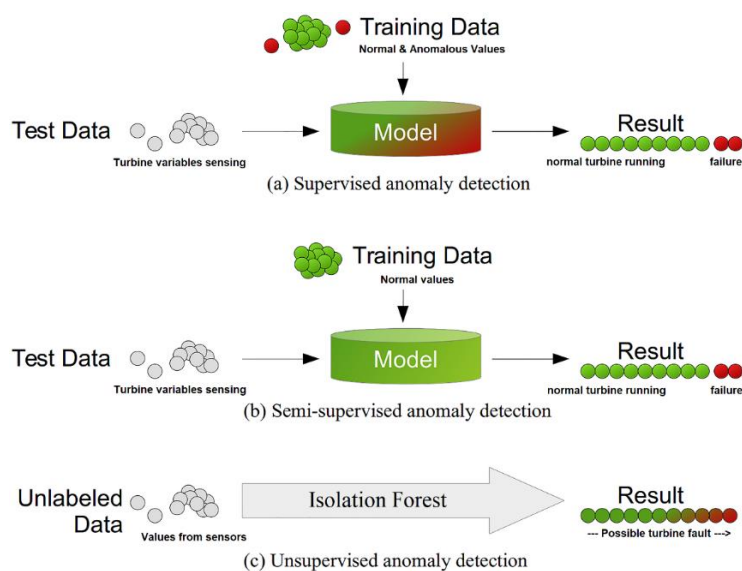 Training Data
Normal & Anomalous Values
Test Data
Model
Result
Turbine variables sensing
normal turbine running
failure
(a) Supervised anomaly detection
Training Data
Normal values
Test Data
Model
Result
Turbine variables sensing
normal turbine running
failure
(b) Semi-supervised anomaly detection
Unlabeled
Data
Isolation Forest
Result
Values from sensors
--- Possible turbine fault --->
(c) Unsupervised anomaly detection